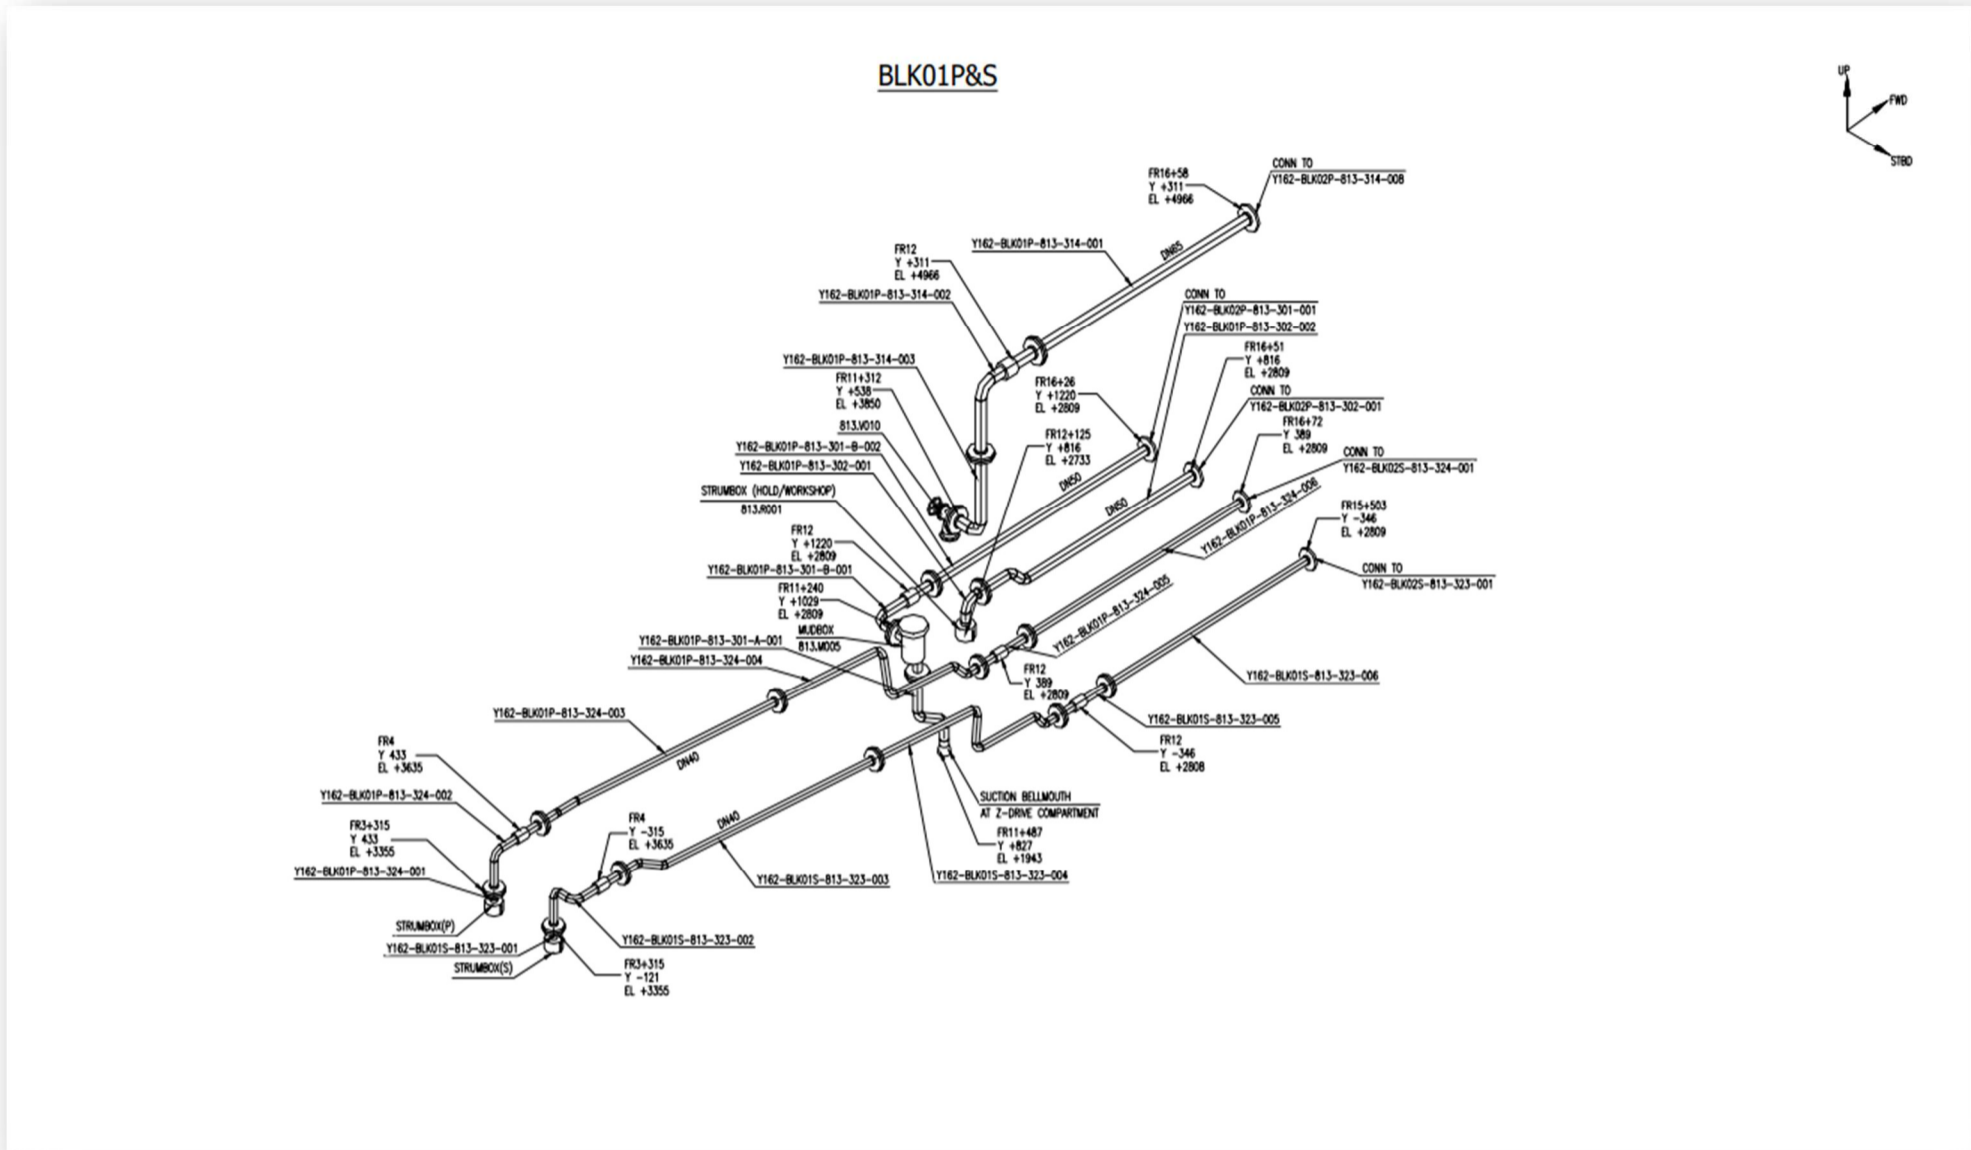 BLK01P&S
UP
FWD
STBD
CONN TO
Y162-BLK02P-813-314-008
FR16+58
Y +311
EL +4966
Y162-BLK01P-813-314-001
DN65
FR12
Y +311
EL +4966
Y162-BLK01P-813-314-002
CONN TO
Y162-BLK02P-813-301-001
Y162-BLK01P-813-302-002
FR16+51
Y +816
EL +2809
CONN TO
Y162-BLK02P-813-302-001
Y162-BLK01P-813-314-003
FR11+312
Y +538
EL +3850
813.V010
FR16+26
Y +1220
EL +2809
FR12+125
Y +816
EL +2733
FR16+72
Y 389
EL +2809
CONN TO
Y162-BLK02S-813-324-001
Y162-BLK01P-813-301-B-002
Y162-BLK01P-813-302-001
STRUMBOX (HOLD/WORKSHOP)
813.R001
DN50
DN50
Y162-BLK01P-813-324-006
FR15+503
Y -346
EL +2809
CONN TO
Y162-BLK02S-813-323-001
FR12
Y +1220
EL +2809
Y162-BLK01P-813-301-B-001
FR11+240
Y +1029
EL +2809
MUDBOX
813.M005
Y162-BLK01P-813-324-005
Y162-BLK01P-813-301-A-001
Y162-BLK01P-813-324-004
FR12
Y 389
EL +2809
Y162-BLK01S-813-323-006
Y162-BLK01S-813-323-005
FR12
Y -346
EL +2808
Y162-BLK01P-813-324-003
DN40
FR4
Y 433
EL +3635
Y162-BLK01P-813-324-002
FR3+315
Y 433
EL +3355
Y162-BLK01P-813-324-001
STRUMBOX(P)
SUCTION BELLMOUTH
AT Z-DRIVE COMPARTMENT
FR11+487
Y +827
EL +1943
Y162-BLK01S-813-323-004
DN40
FR4
Y -315
EL +3635
Y162-BLK01S-813-323-003
Y162-BLK01S-813-323-001
STRUMBOX(S)
Y162-BLK01S-813-323-002
FR3+315
Y -121
EL +3355